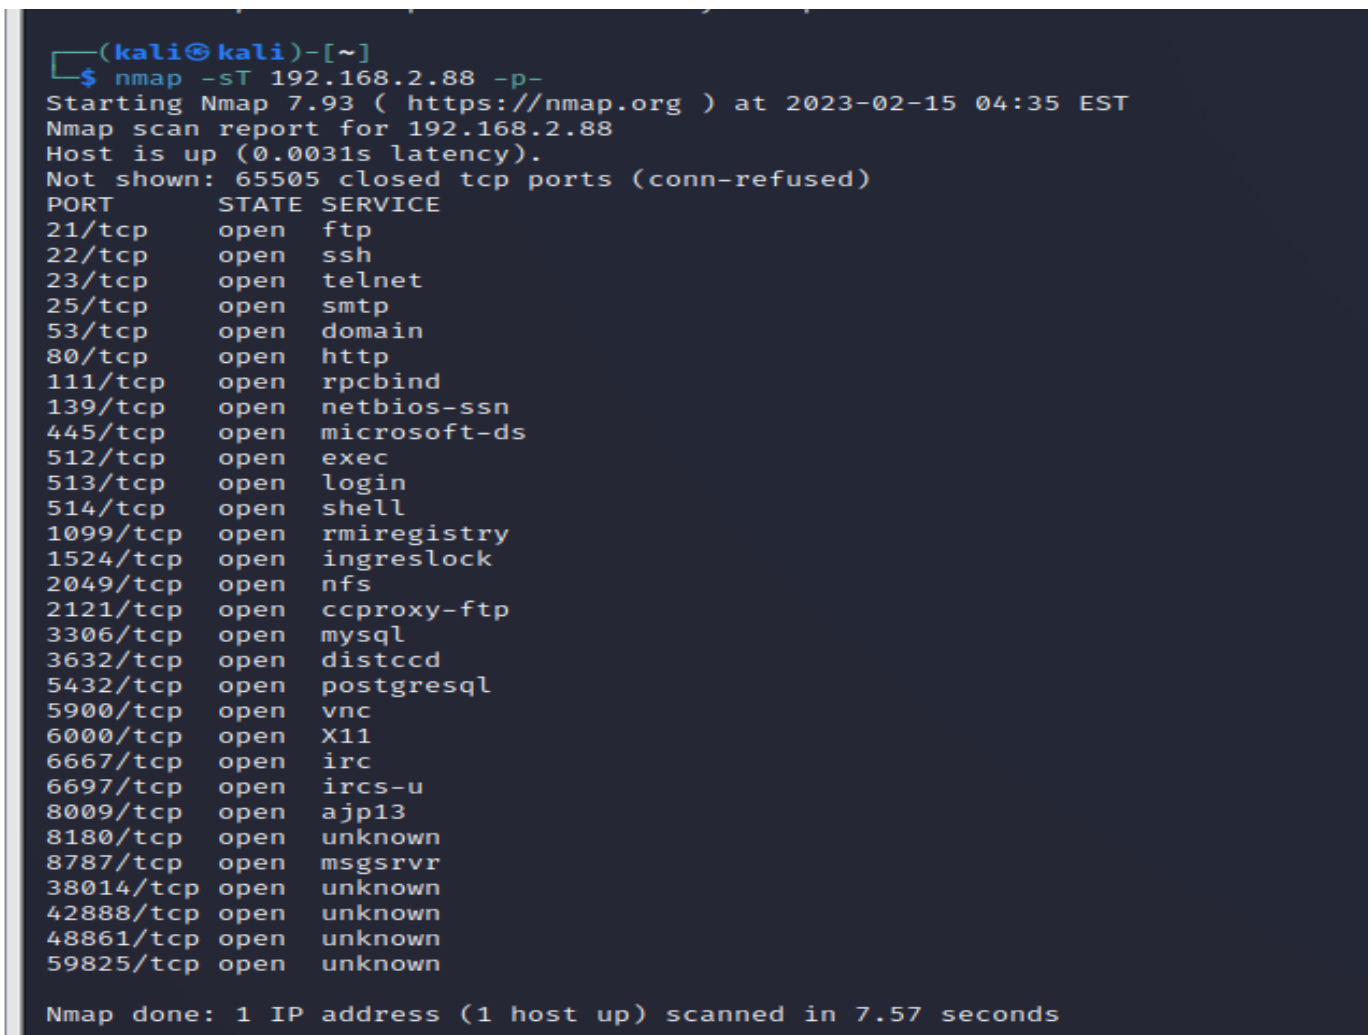 ┌──(kali㉿kali)-[~]
└─$ nmap -sT 192.168.2.88 -p-
Starting Nmap 7.93 ( https://nmap.org ) at 2023-02-15 04:35 EST
Nmap scan report for 192.168.2.88
Host is up (0.0031s latency).
Not shown: 65505 closed tcp ports (conn-refused)
PORT      STATE SERVICE
21/tcp    open  ftp
22/tcp    open  ssh
23/tcp    open  telnet
25/tcp    open  smtp
53/tcp    open  domain
80/tcp    open  http
111/tcp   open  rpcbind
139/tcp   open  netbios-ssn
445/tcp   open  microsoft-ds
512/tcp   open  exec
513/tcp   open  login
514/tcp   open  shell
1099/tcp  open  rmiregistry
1524/tcp  open  ingreslock
2049/tcp  open  nfs
2121/tcp  open  ccproxy-ftp
3306/tcp  open  mysql
3632/tcp  open  distccd
5432/tcp  open  postgresql
5900/tcp  open  vnc
6000/tcp  open  X11
6667/tcp  open  irc
6697/tcp  open  ircs-u
8009/tcp  open  ajp13
8180/tcp  open  unknown
8787/tcp  open  msgsrvr
38014/tcp open  unknown
42888/tcp open  unknown
48861/tcp open  unknown
59825/tcp open  unknown
Nmap done: 1 IP address (1 host up) scanned in 7.57 seconds